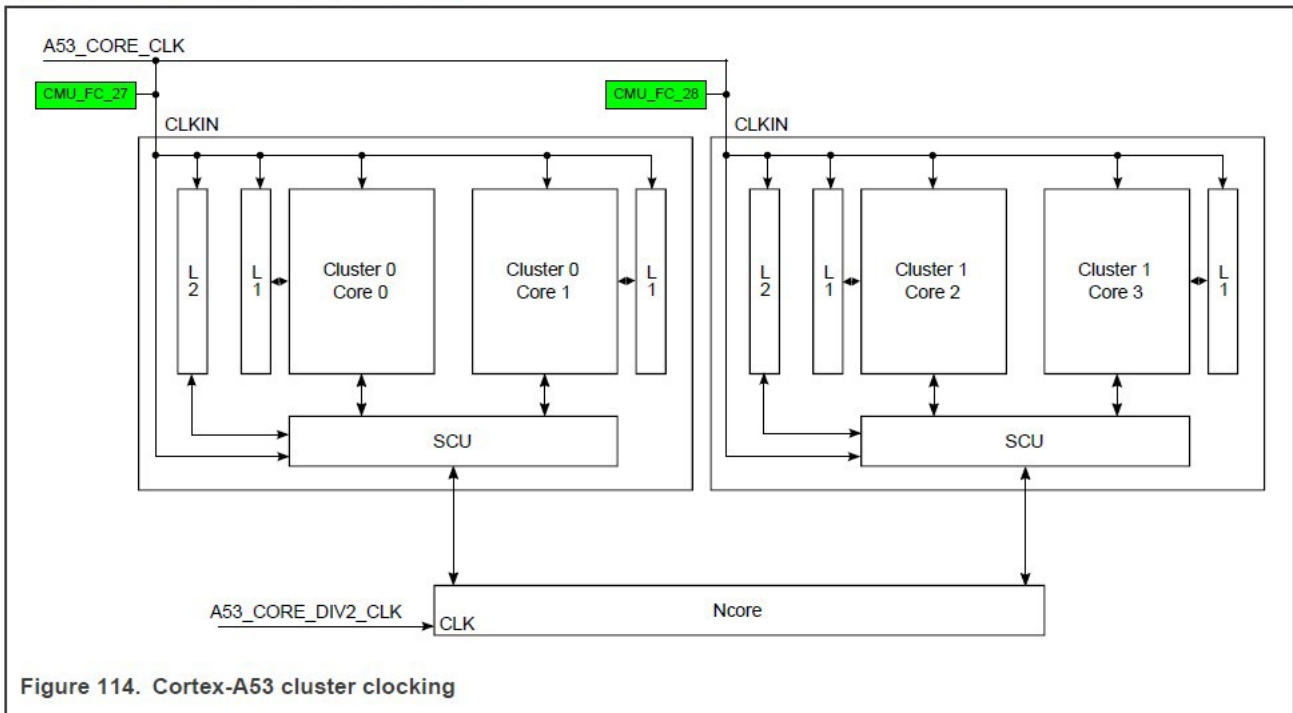 A53_CORE_CLK
CMU_FC_27
CMU_FC_28
CLKIN
CLKIN
L
2
L
1
Cluster 0
Core 0
Cluster 0
Core 1
L
1
L
2
L
1
Cluster 1
Core 2
Cluster 1
Core 3
L
1
SCU
SCU
A53_CORE_DIV2_CLK
CLK
Ncore
Figure 114. Cortex-A53 cluster clocking